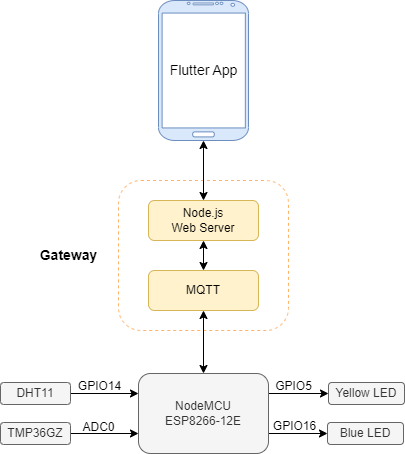 Flutter App
Node.js
Web Server
Gateway
MQTT
DHT11
GPIO14
NodeMCU
ESP8266-12E
GPIO5
Yellow LED
TMP36GZ
ADC0
GPIO16
Blue LED